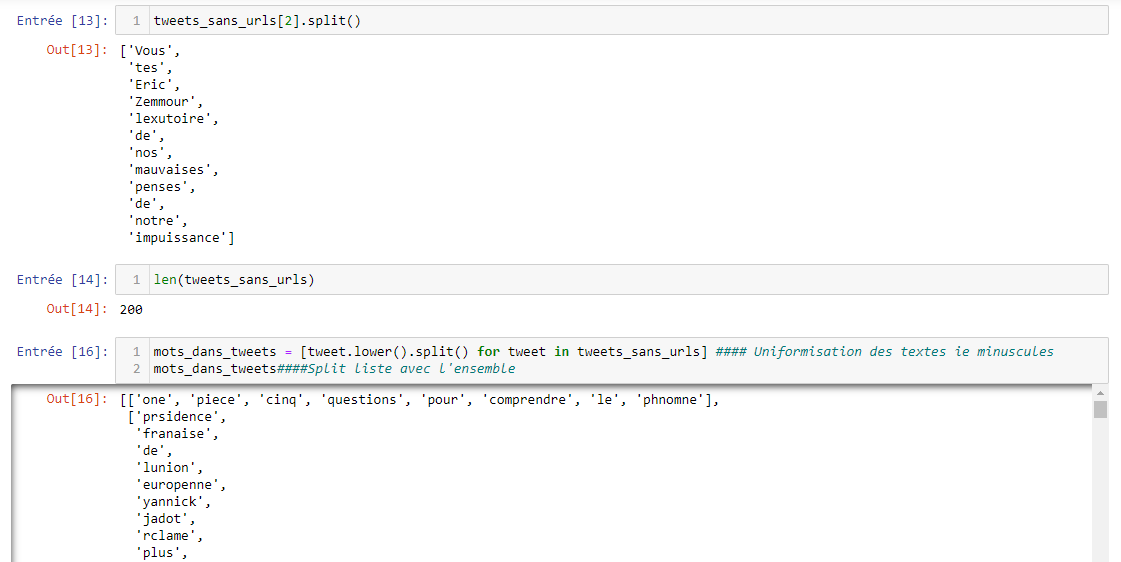 Entrée [13]: 1 tweets_sans_urls[2].split()
Out[13]: ['Vous',
'tes',
'Eric',
'Zemmour',
'lexutoire',
'de',
'nos',
'mauvaises',
'penses',
'de',
'notre',
'impuissance']
Entrée [14]: 1 len(tweets_sans_urls)
Out[14]: 200
Entrée [16]: 1 mots_dans_tweets = [tweet.lower().split() for tweet in tweets_sans_urls] #### Uniformisation des textes ie minuscules
2 mots_dans_tweets####Split liste avec l'ensemble
Out[16]: [['one', 'piece', 'cinq', 'questions', 'pour', 'comprendre', 'le', 'phnomne'],
['prsidence',
'franaise',
'de',
'lunion',
'europenne',
'yannick',
'jadot',
'rclame',
'plus',